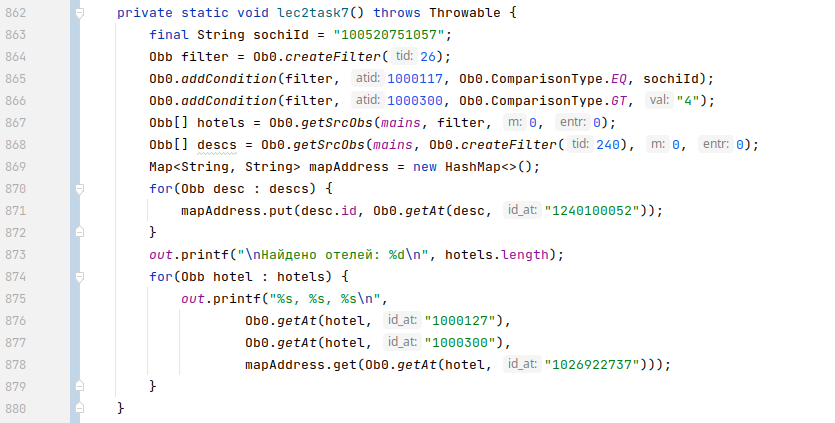 862 private static void lec2task7() throws Throwable {
863 final String sochiId = "100520751057";
864 Obb filter = Ob0.createFilter( tid: 26);
865 Ob0.addCondition(filter, atid: 1000117, Ob0.ComparisonType.EQ, sochiId);
866 Ob0.addCondition(filter, atid: 1000300, Ob0.ComparisonType.GT, val: "4");
867 Obb[] hotels = Ob0.getSrcObs(mains, filter, m: 0, entr: 0);
868 Obb[] descs = Ob0.getSrcObs(mains, Ob0.createFilter( tid: 240), m: 0, entr: 0);
869 Map<String, String> mapAddress = new HashMap<>();
870 for(Obb desc : descs) {
871 mapAddress.put(desc.id, Ob0.getAt(desc, id_at: "1240100052"));
872 }
873 out.printf("\nНайдено отелей: %d\n", hotels.length);
874 for(Obb hotel : hotels) {
875 out.printf("%s, %s, %s\n",
876 Ob0.getAt(hotel, id_at: "1000127"),
877 Ob0.getAt(hotel, id_at: "1000300"),
878 mapAddress.get(Ob0.getAt(hotel, id_at: "1026922737")));
879 }
880 }